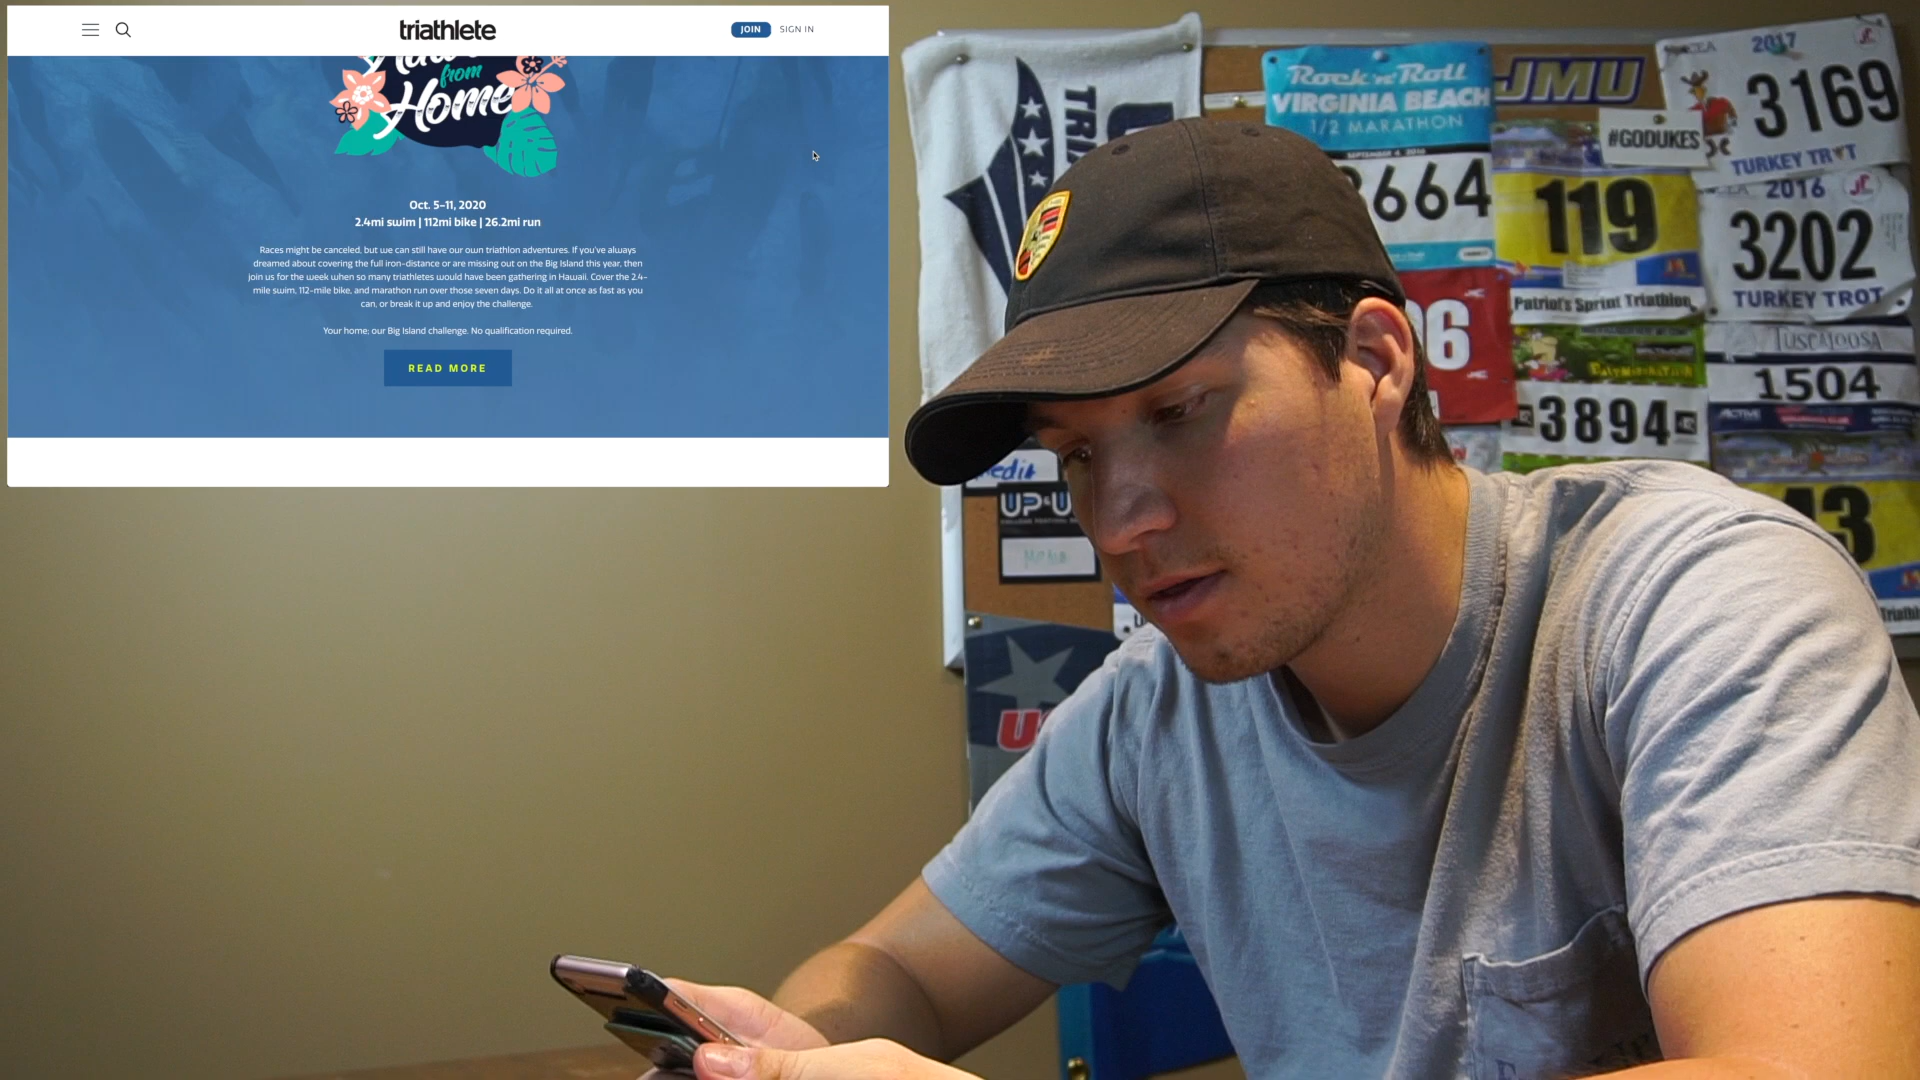 triathlete
JOIN SIGN IN
from
Home
Oct. 5-11, 2020
2.4mi swim | 112mi bike | 26.2mi run
Races might be canceled, but we can still have our own triathlon adventures. If you've always
dreamed about covering the full iron-distance or are missing out on the Big Island this year, then
join us for the week when so many triathletes would have been gathering in Hawaii. Cover the 2.4-
mile swim, 112-mile bike, and marathon run over those seven days. Do it all at once as fast as you
can, or break it up and enjoy the challenge.
Your home; our Big Island challenge. No qualification required.
READ MORE
Rock'n'Roll
VIRGINIA BEACH
1/2 MARATHON
SEPTEMBER 4, 2016
664
JMU
#GODUKES
119
Patriot's Sprint Triathlon
2017
3169
TURKEY TROT
2016
3202
TURKEY TROT
6
3894
TUSCALOOSA
1504
ACTIVE
UP&U
3